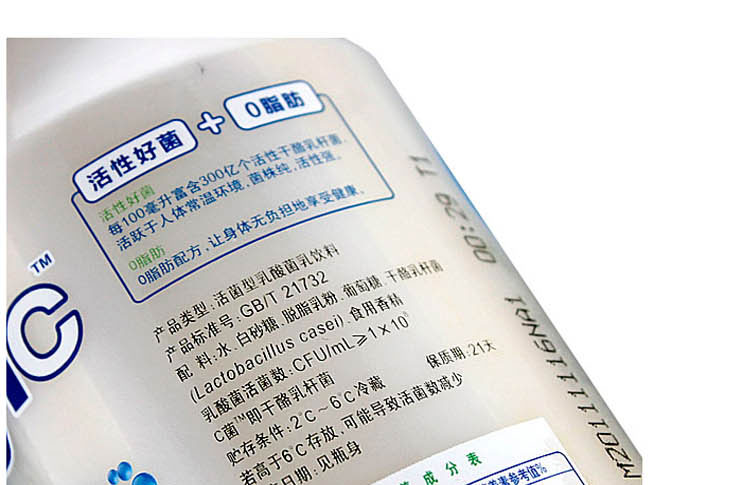 活性好菌 + 0脂肪
活性好菌
每100毫升富含300亿个活性干酪乳杆菌.
活跃于人体常温环境,菌株纯,活性强.
0脂肪
0脂肪配方,让身体无负担地享受健康.
TM
IC
产品类型:活菌型乳酸菌乳饮料
产品标准号:GB/T 21732
配 料:水.白砂糖.脱脂乳粉.葡萄糖.干酪乳杆菌
(Lactobacillus casei).食用香精
乳酸菌活菌数:CFU/mL≥1×10⁸
C菌™即干酪乳杆菌 保质期:21天
贮存条件:2℃~6℃冷藏
若高于6℃存放,可能导致活菌数减少
日期:见瓶身
成分表
素参考值%
00:29 11
M20111116NR1